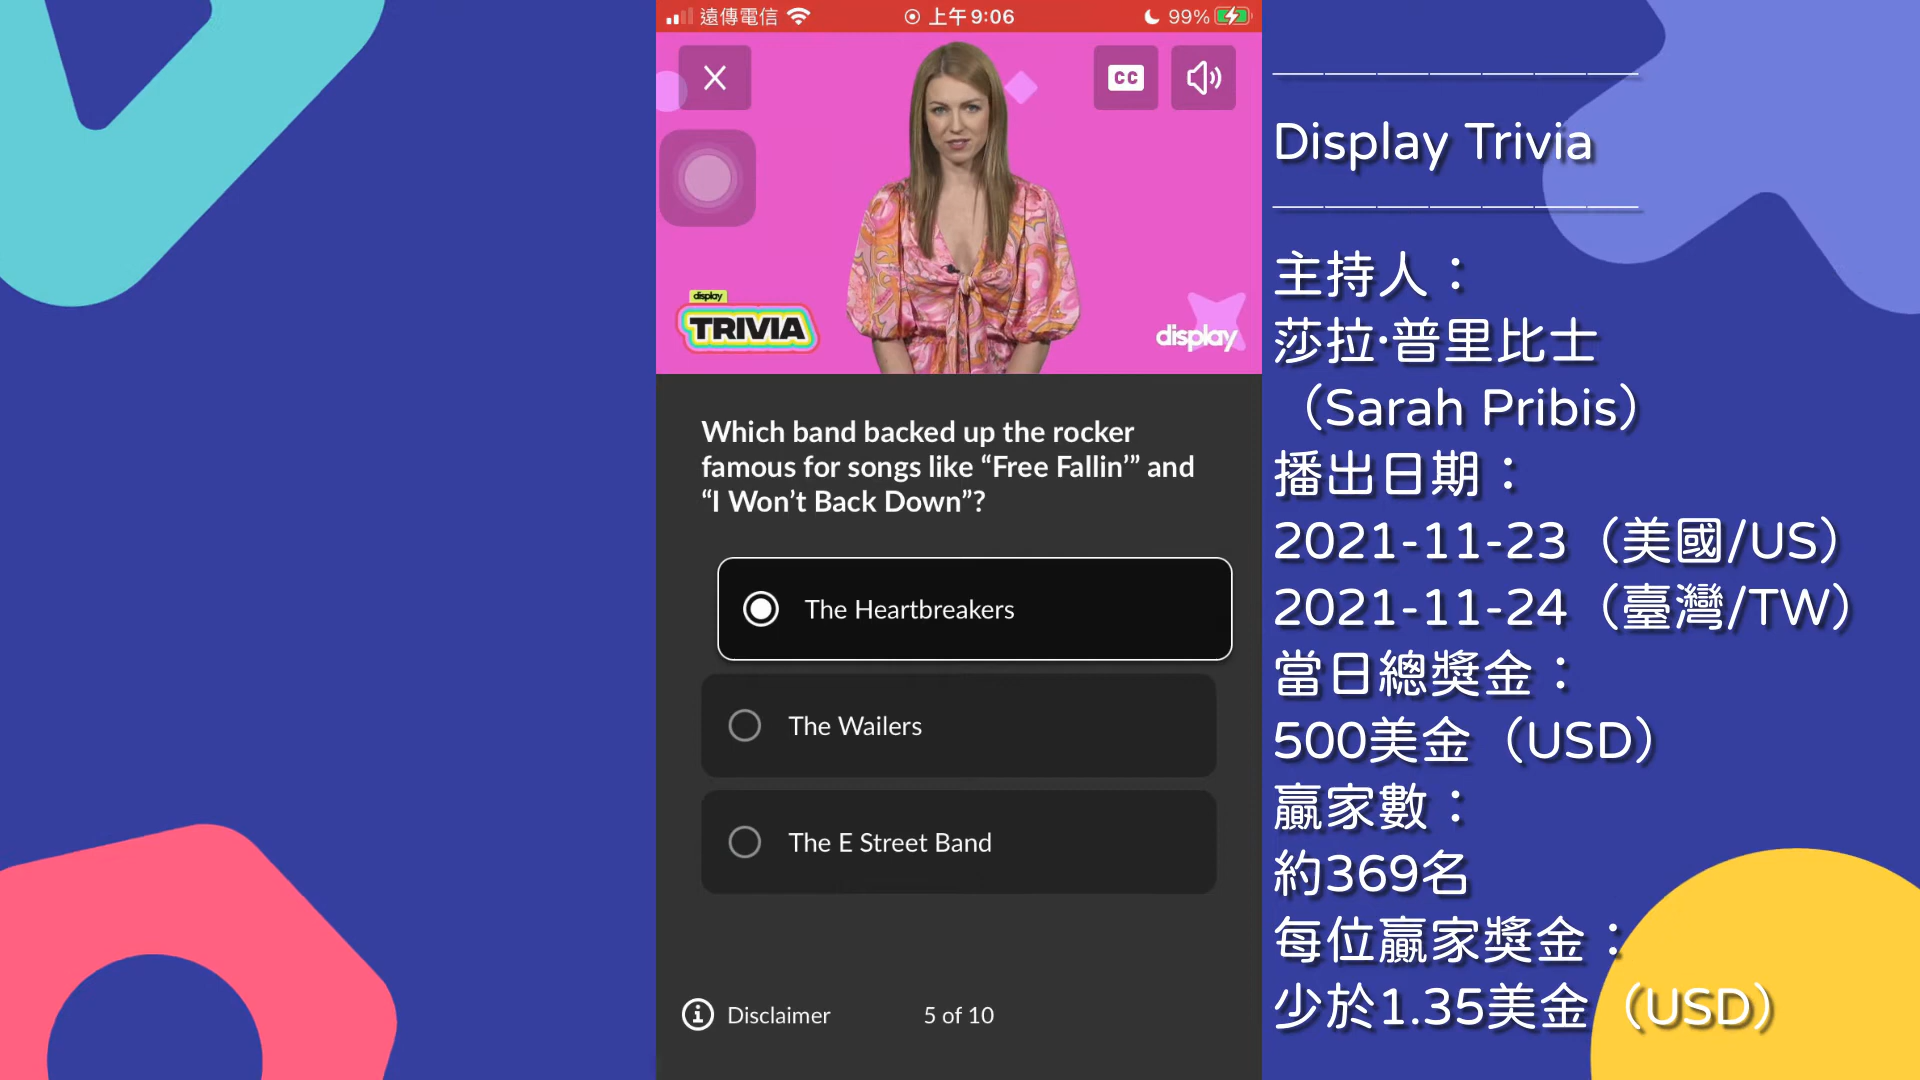 遠傳電信
上午9:06
99%
CC
display
TRIVIA
display
Which band backed up the rocker
famous for songs like “Free Fallin’” and
“I Won’t Back Down”?
The Heartbreakers
The Wailers
The E Street Band
Disclaimer
5 of 10
Display Trivia
主持人：
莎拉·普里比士
（Sarah Pribis）
播出日期：
2021-11-23（美國/US）
2021-11-24（臺灣/TW）
當日總獎金：
500美金（USD）
贏家數：
約369名
每位贏家獎金：
少於1.35美金（USD）